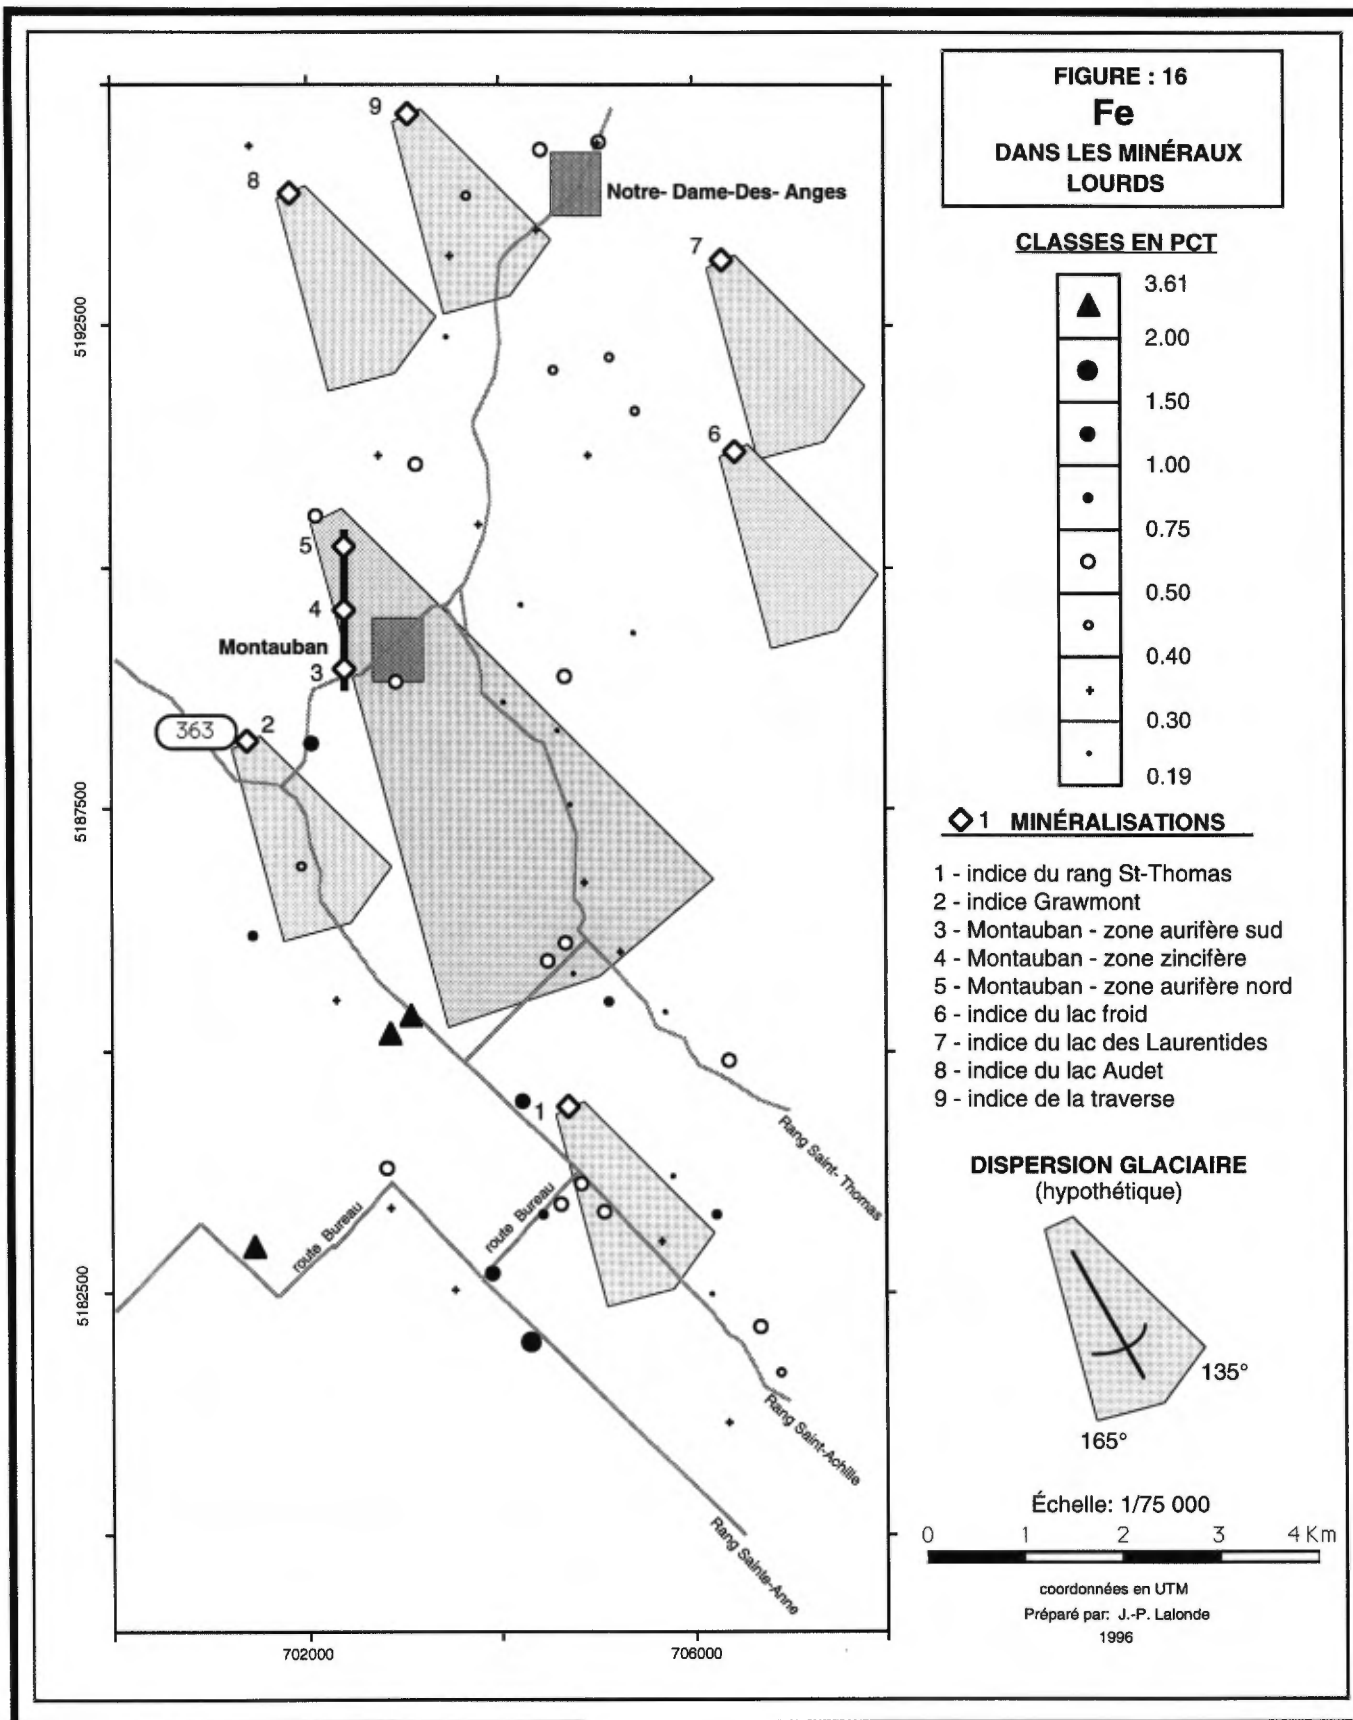 FIGURE : 16
Fe
DANS LES MINÉRAUX
LOURDS
CLASSES EN PCT
3.61
2.00
1.50
1.00
0.75
0.50
0.40
0.30
0.19
1 MINÉRALISATIONS
1 - indice du rang St-Thomas
2 - indice Grawmont
3 - Montauban - zone aurifère sud
4 - Montauban - zone zincifère
5 - Montauban - zone aurifère nord
6 - indice du lac froid
7 - indice du lac des Laurentides
8 - indice du lac Audet
9 - indice de la traverse
DISPERSION GLACIAIRE
(hypothétique)
135°
165°
Échelle: 1/75 000
0 1 2 3 4 Km
coordonnées en UTM
Préparé par: J.-P. Lalonde
1996
9
8
Notre- Dame-Des- Anges
7
5192500
6
5
4
Montauban
3
363
2
5187500
1
Rang Saint- Thomas
route Bureau
route Bureau
5182500
Rang Saint-Achille
Rang Sainte-Anne
702000
706000